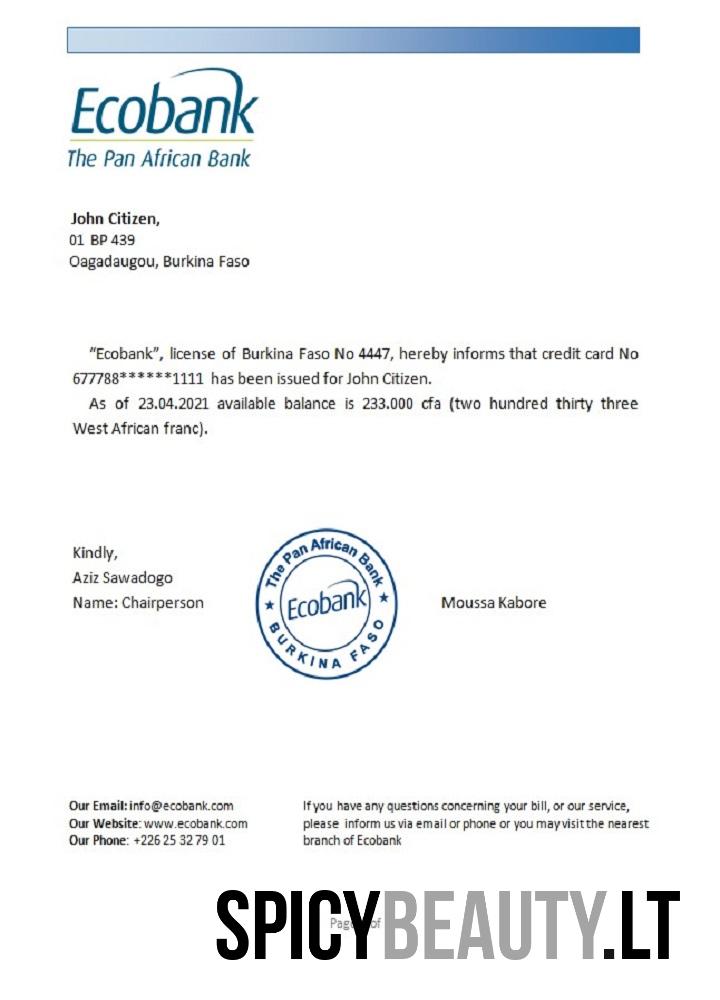 Ecobank
The Pan African Bank
John Citizen,
01 BP 439
Oagadaugou, Burkina Faso
"Ecobank", license of Burkina Faso No 4447, hereby informs that credit card No
677788******1111 has been issued for John Citizen.
As of 23.04.2021 available balance is 233.000 cfa (two hundred thirty three
West African franc).
Kindly,
Aziz Sawadogo
Name: Chairperson
The Pan African Bank
Ecobank
BURKINA FASO
Moussa Kabore
Our Email: info@ecobank.com
Our Website: www.ecobank.com
Our Phone: +226 25 32 79 01
If you have any questions concerning your bill, or our service,
please inform us via email or phone or you may visit the nearest
branch of Ecobank
of
SPICYBEAUTY.LT